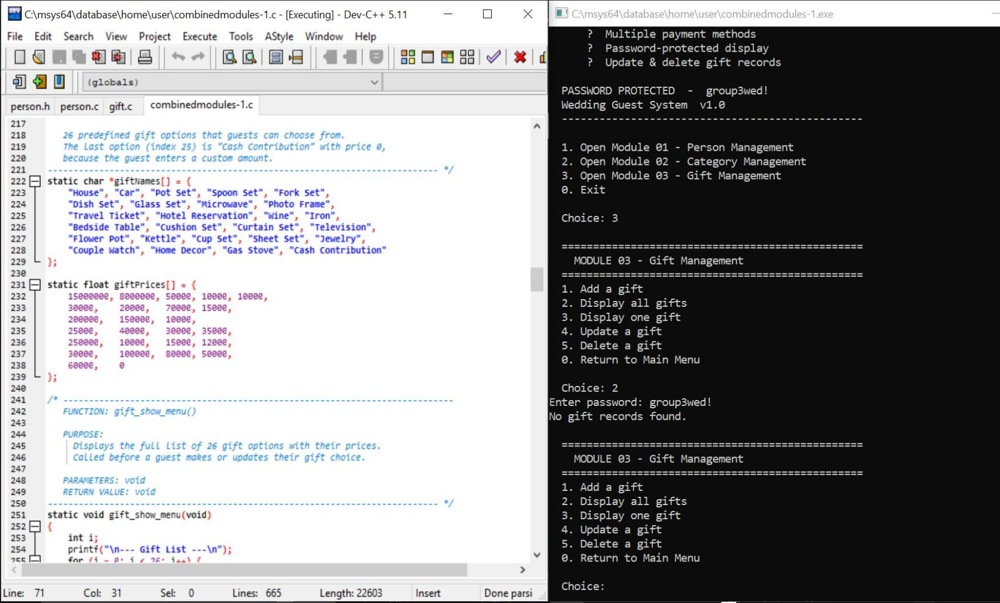 C:\msys64\database\home\user\combinedmodules-1.c - [Executing] - Dev-C++ 5.11
File Edit Search View Project Execute Tools AStyle Window Help
(globals)
person.h person.c gift.c combinedmodules-1.c
217
218 26 predefined gift options that guests can choose from.
219 The last option (index 25) is "Cash Contribution" with price 0,
220 because the guest enters a custom amount.
221 ---------------------------------------------------------------------------- */
222 static char *giftNames[] = {
223 "House", "Car", "Pot Set", "Spoon Set", "Fork Set",
224 "Dish Set", "Glass Set", "Microwave", "Photo Frame",
225 "Travel Ticket", "Hotel Reservation", "Wine", "Iron",
226 "Bedside Table", "Cushion Set", "Curtain Set", "Television",
227 "Flower Pot", "Kettle", "Cup Set", "Sheet Set", "Jewelry",
228 "Couple Watch", "Home Decor", "Gas Stove", "Cash Contribution"
229 };
230
231 static float giftPrices[] = {
232 15000000, 8000000, 50000, 10000, 10000,
233 30000, 20000, 70000, 15000,
234 200000, 150000, 10000,
235 25000, 40000, 30000, 35000,
236 250000, 10000, 15000, 12000,
237 30000, 100000, 80000, 50000,
238 60000, 0
239 };
240
241 /* ----------------------------------------------------------------------------
242 FUNCTION: gift_show_menu()
243
244 PURPOSE:
245 Displays the full list of 26 gift options with their prices.
246 Called before a guest makes or updates their gift choice.
247
248 PARAMETERS: void
249 RETURN VALUE: void
250 ---------------------------------------------------------------------------- */
251 static void gift_show_menu(void)
252 {
253 int i;
254 printf("\n--- Gift List ---\n");
255 for (i = 0; i < 26; i++) {
Line: 71 Col: 31 Sel: 0 Lines: 665 Length: 22603 Insert Done parsi
C:\msys64\database\home\user\combinedmodules-1.exe
? Multiple payment methods
? Password-protected display
? Update & delete gift records
PASSWORD PROTECTED - group3wed!
Wedding Guest System v1.0
------------------------------------------------
1. Open Module 01 - Person Management
2. Open Module 02 - Category Management
3. Open Module 03 - Gift Management
0. Exit
Choice: 3
================================================
MODULE 03 - Gift Management
================================================
1. Add a gift
2. Display all gifts
3. Display one gift
4. Update a gift
5. Delete a gift
0. Return to Main Menu
Choice: 2
Enter password: group3wed!
No gift records found.
================================================
MODULE 03 - Gift Management
================================================
1. Add a gift
2. Display all gifts
3. Display one gift
4. Update a gift
5. Delete a gift
0. Return to Main Menu
Choice: